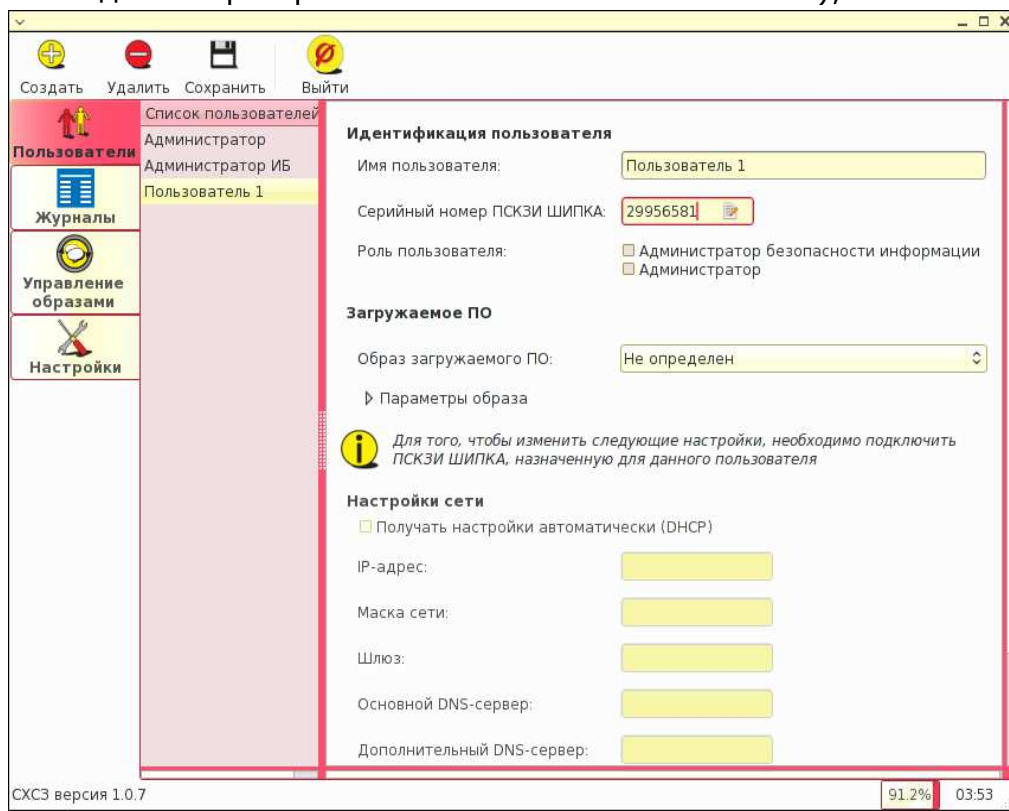 Создать Удалить Сохранить Выйти
Пользователи
Журналы
Управление
образами
Настройки
Список пользователей
Администратор
Администратор ИБ
Пользователь 1
Идентификация пользователя
Имя пользователя: Пользователь 1
Серийный номер ПСКЗИ ШИПКА: 29956581
Роль пользователя: Администратор безопасности информации
Администратор
Загружаемое ПО
Образ загружаемого ПО: Не определен
Параметры образа
Для того, чтобы изменить следующие настройки, необходимо подключить
ПСКЗИ ШИПКА, назначенную для данного пользователя
Настройки сети
Получать настройки автоматически (DHCP)
IP-адрес:
Маска сети:
Шлюз:
Основной DNS-сервер:
Дополнительный DNS-сервер:
СХСЗ версия 1.0.7 91.2% 03:53